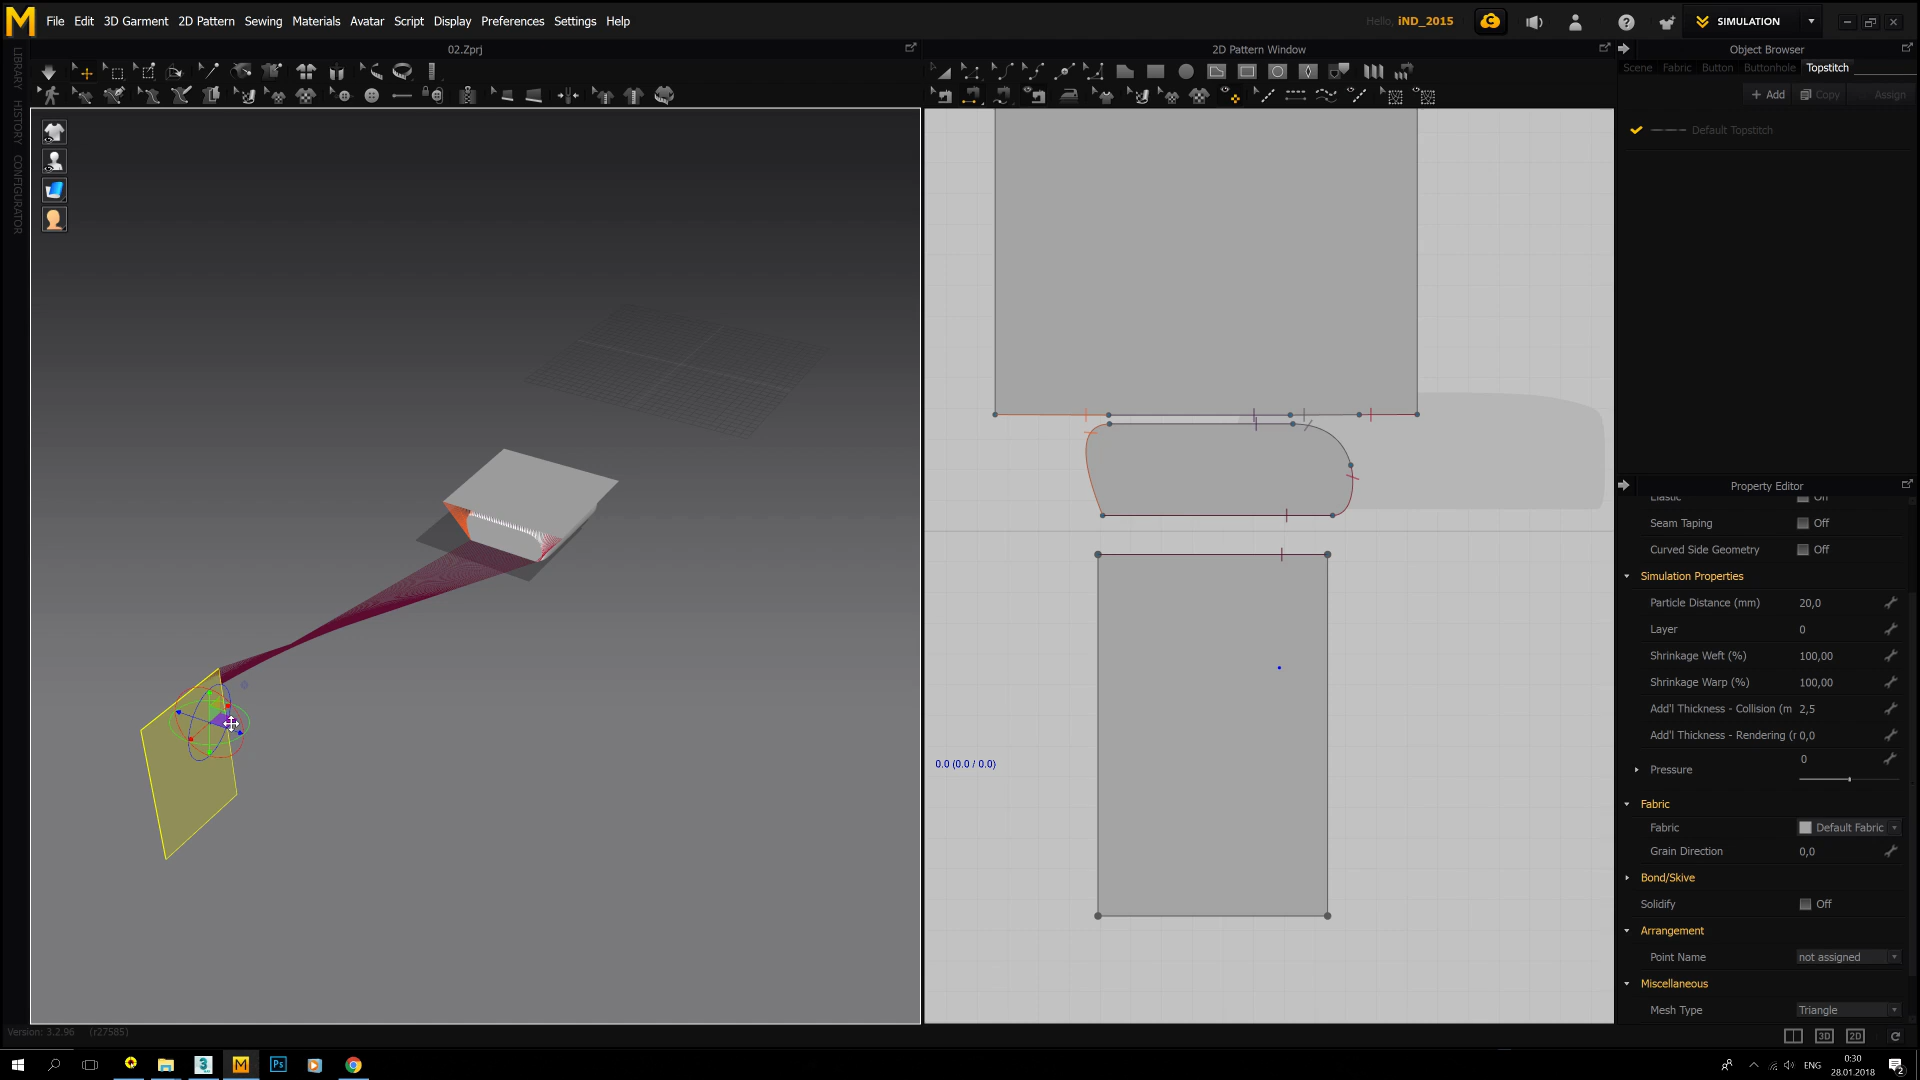 File Edit 3D Garment 2D Pattern Sewing Materials Avatar Script Display Preferences Settings Help
Hello, iND_2015
SIMULATION
02.Zprj
2D Pattern Window
Object Browser
Scene Fabric Button Buttonhole Topstitch
+ Add Copy Assign
Default Topstitch
LIBRARY
HISTORY
CONFIGURATOR
Property Editor
Elastic Off
Seam Taping Off
Curved Side Geometry Off
Simulation Properties
Particle Distance (mm) 20,0
Layer 0
Shrinkage Weft (%) 100,00
Shrinkage Warp (%) 100,00
Add'l Thickness - Collision (m 2,5
Add'l Thickness - Rendering (r 0,0
Pressure 0
Fabric
Fabric Default Fabric
Grain Direction 0,0
Bond/Skive
Solidify Off
Arrangement
Point Name not assigned
Miscellaneous
Mesh Type Triangle
0.0 (0.0 / 0.0)
Version: 3.2.96 (r27585)
3D 2D
ENG
0:30
28.01.2018